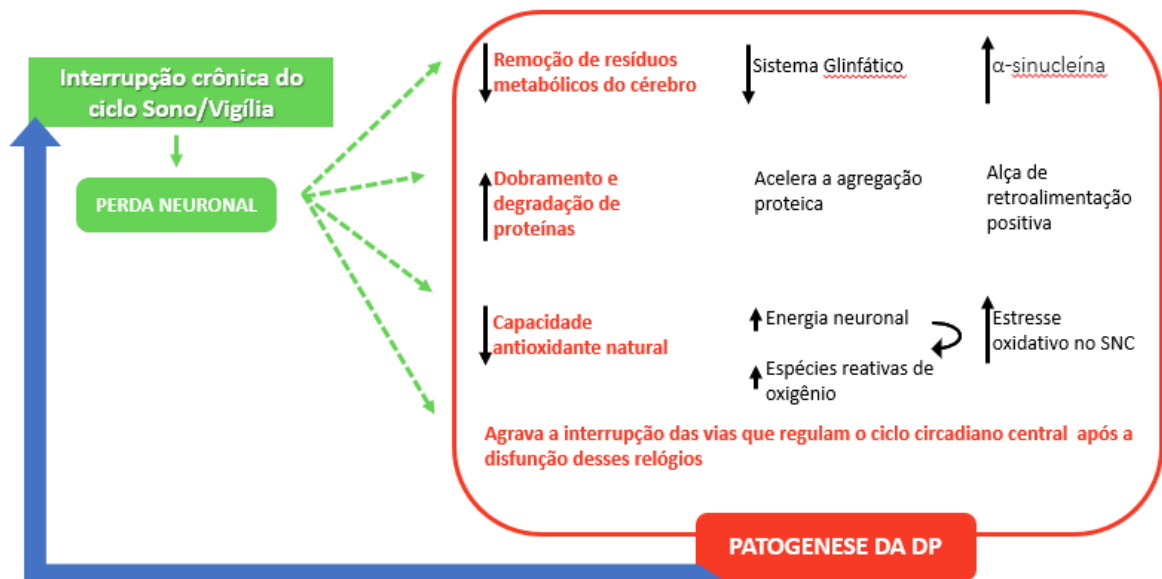 Interrupção crônica do
ciclo Sono/Vigília
PERDA NEURONAL
Remoção de resíduos
metabólicos do cérebro
Sistema Glinfático
α-sinucleína
Dobramento e
degradação de
proteínas
Acelera a agregação
proteica
Alça de
retroalimentação
positiva
Capacidade
antioxidante natural
Energia neuronal
Espécies reativas de
oxigênio
Estresse
oxidativo no SNC
Agrava a interrupção das vias que regulam o ciclo circadiano central após a
disfunção desses relógios
PATOGENESE DA DP